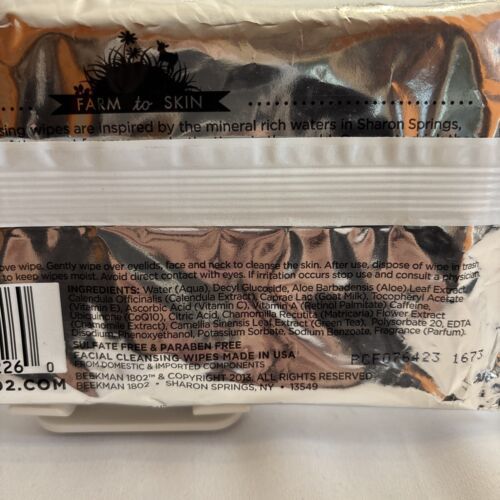 FARM to SKIN
sing wipes are inspired by the mineral rich waters in Sharon Springs,
ove wipe. Gently wipe over eyelids, face and neck to cleanse the skin. After use, dispose of wipe in trash
to keep wipes moist. Avoid direct contact with eyes. If irritation occurs stop use and consult a physician
INGREDIENTS: Water (Aqua), Decyl Glucoside, Aloe Barbadensis (Aloe) Leaf Extract,
Calendula Officinalis (Calendula Extract), Caprae Lac (Goat Milk), Tocopheryl Acetate
(Vitamin E), Ascorbic Acid (Vitamin C), Vitamin A (Retinol Palmitate) Caffeine,
(CoQ10), Citric Acid, Chamomilla Recutita (Matricaria) Flower Extract
(Chamomile Extract), Camellia Sinensis Leaf Extract (Green Tea), Polysorbate 20, EDTA
Phenoxyethanol, Potassium Sorbate, Sodium Benzoate, Fragrance (Parfum).
SULFATE FREE & PARABEN FREE
FACIAL CLEANSING WIPES MADE IN USA
FROM DOMESTIC & IMPORTED COMPONENTS
BEEKMAN 1802™ & COPYRIGHT 2013. ALL RIGHTS RESERVED
BEEKMAN 1802 • SHARON SPRINGS, NY • 13549
226 0
802.COM
PCF076423 1673